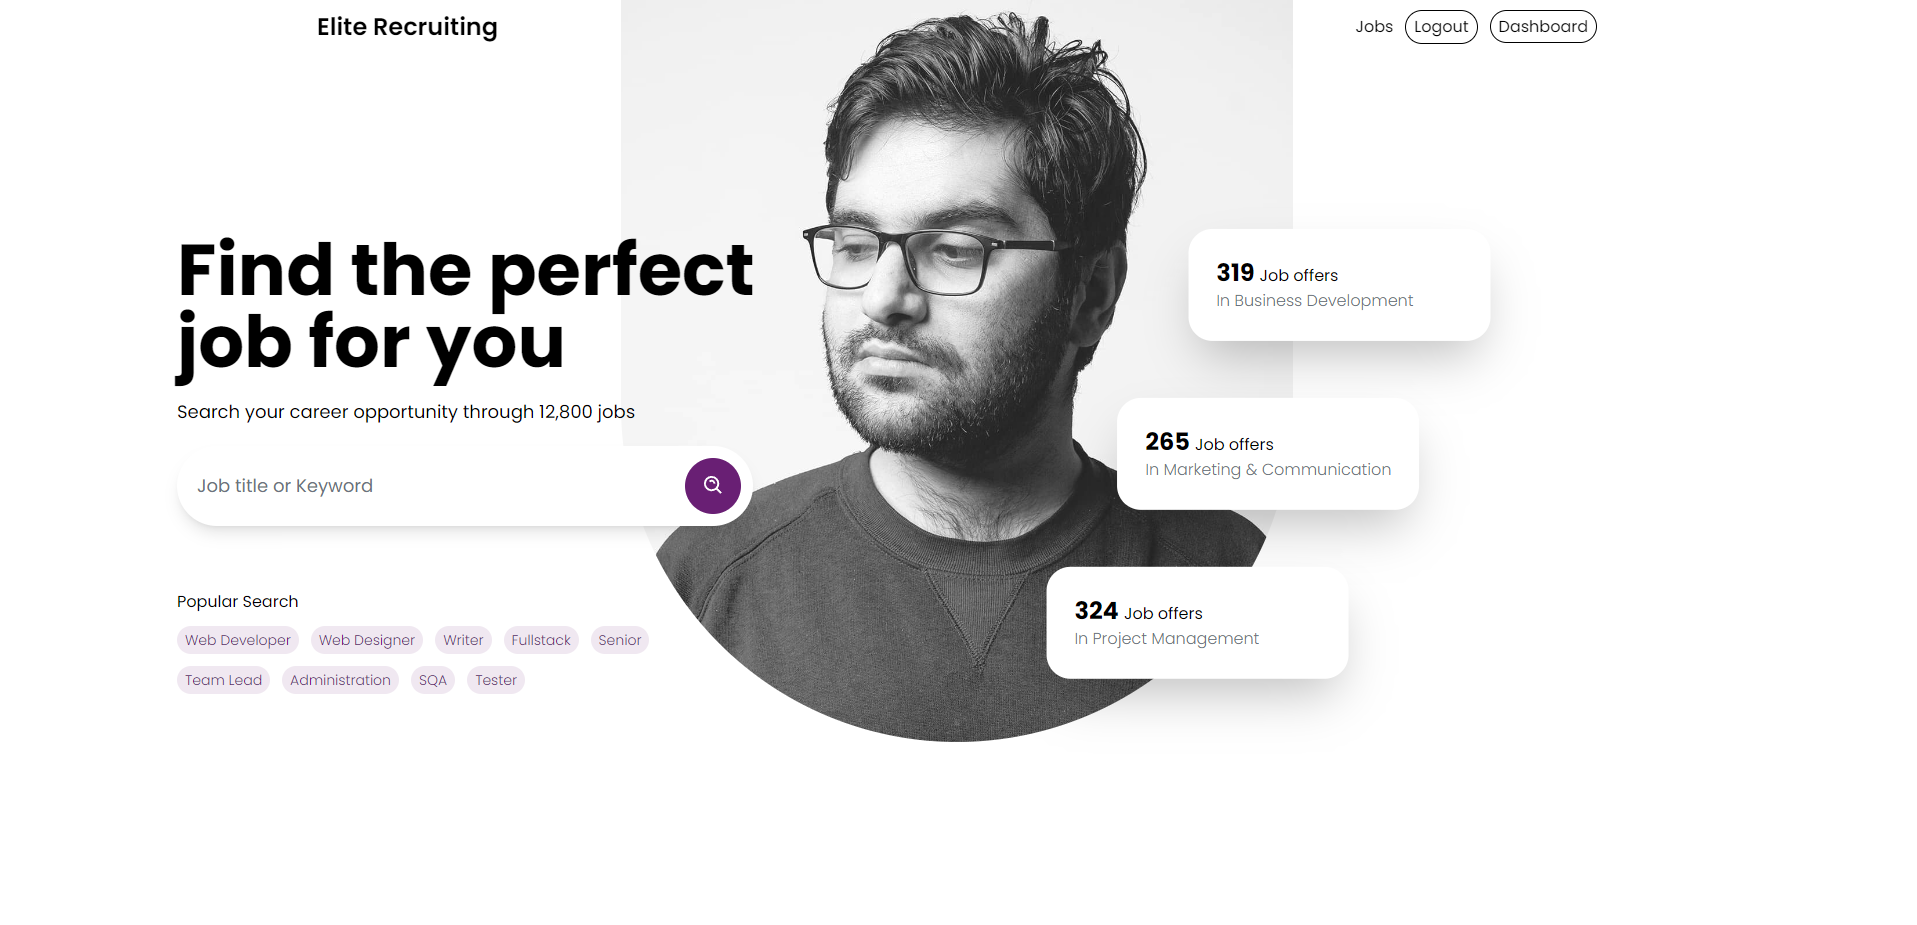 Elite Recruiting
Jobs Logout Dashboard
Find the perfect
job for you
Search your career opportunity through 12,800 jobs
Job title or Keyword
Popular Search
Web Developer Web Designer Writer Fullstack Senior
Team Lead Administration SQA Tester
319 Job offers
In Business Development
265 Job offers
In Marketing & Communication
324 Job offers
In Project Management